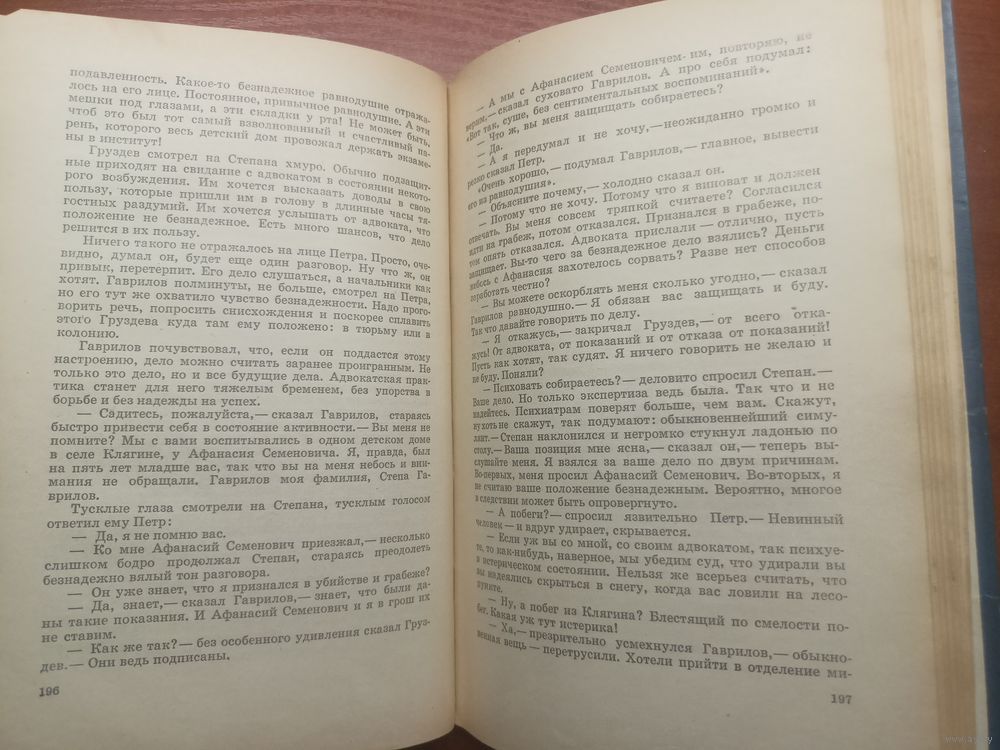 подавленность. Какое-то безнадежное равнодушие отража-
лось на его лице. Постоянное, привычное равнодушие. А эти
мешки под глазами, а эти складки у рта! Не может быть,
чтоб это был тот самый взволнованный и счастливый па-
рень, которого весь детский дом провожал держать экзаме-
ны в институт!
Груздев смотрел на Степана хмуро. Обычно подзащит-
ные приходят на свидание с адвокатом в состоянии некото-
рого возбуждения. Им хочется высказать доводы в свою
пользу, которые пришли им в голову в длинные часы тя-
гостных раздумий. Им хочется услышать от адвоката, что
положение не безнадежное. Есть много шансов, что дело
решится в их пользу.
Ничего такого не отражалось на лице Петра. Просто, оче-
видно, думал он, будет еще один разговор. Ну что ж, он
привык, перетерпит. Его дело слушаться, а начальники как
хотят. Гаврилов полминуты, не больше, смотрел на Петра,
но его тут же охватило чувство безнадежности. Надо прого-
ворить речь, попросить снисхождения и поскорее сплавить
этого Груздева куда там ему положено: в тюрьму или в
колонию.
Гаврилов почувствовал, что, если он поддастся этому
настроению, дело можно считать заранее проигранным. Не
только это дело, но и все будущие дела. Адвокатская прак-
тика станет для него тяжелым бременем, без упорства в
борьбе и без надежды на успех.
— Садитесь, пожалуйста,— сказал Гаврилов, стараясь
быстро привести себя в состояние активности.— Вы меня не
помните? Мы с вами воспитывались в одном детском доме
в селе Клягине, у Афанасия Семеновича. Я, правда, был
на пять лет младше вас, так что вы на меня небось и вни-
мания не обращали. Гаврилов моя фамилия, Степа Га-
врилов.
Тусклые глаза смотрели на Степана, тусклым голосом
ответил ему Петр:
— Да, я не помню вас.
— Ко мне Афанасий Семенович приезжал,— несколько
слишком бодро продолжал Степан, стараясь преодолеть
безнадежно вялый тон разговора.
— Он уже знает, что я признался в убийстве и грабеже?
— Да, знает,— сказал Гаврилов,— знает, что были да-
ны такие показания. И Афанасий Семенович и я в грош их
не ставим.
— Как же так?— без особенного удивления сказал Груз-
дев.— Они ведь подписаны.
196
— А мы с Афанасием Семеновичем им, повторяю, не
верим,— сказал суховато Гаврилов. А про себя подумал:
«Вот так, суше, без сентиментальных воспоминаний».
— Что ж, вы меня защищать собираетесь?
— Да.
— А я передумал и не хочу,— неожиданно громко и
резко сказал Петр.
«Очень хорошо,— подумал Гаврилов,— главное, вывести
его из равнодушия».
— Объясните почему,— холодно сказал он.
— Потому что не хочу. Потому что я виноват и должен
отвечать. Вы меня совсем тряпкой считаете? Согласился
идти на грабеж, потом отказался. Признался в грабеже, по-
том опять отказался. Адвоката прислали — отлично, пусть
защищает. Вы-то чего за безнадежное дело взялись? Деньги
небось с Афанасия захотелось сорвать? Разве нет способов
заработать честно?
— Вы можете оскорблять меня сколько угодно,— сказал
Гаврилов равнодушно.— Я обязан вас защищать и буду.
Так что давайте говорить по делу.
— Я откажусь,— закричал Груздев,— от всего отка-
жусь! От адвоката, от показаний и от отказа от показаний!
Пусть как хотят, так судят. Я ничего говорить не желаю и
не буду. Поняли?
— Психовать собираетесь?— деловито спросил Степан.—
Ваше дело. Но только экспертиза ведь была. Так что и не
надейтесь. Психиатрам поверят больше, чем вам. Скажут,
ну хоть не скажут, так подумают: обыкновеннейший симу-
лянт.— Степан наклонился и негромко стукнул ладонью по
столу.— Ваша позиция мне ясна,— сказал он,— теперь вы-
слушайте меня. Я взялся за ваше дело по двум причинам.
Во-первых, меня просил Афанасий Семенович. Во-вторых, я
не считаю ваше положение безнадежным. Вероятно, многое
в следствии может быть опровергнуто.
— А побеги?— спросил язвительно Петр.— Невинный
человек — и вдруг удирает, скрывается.
— Если уж вы со мной, со своим адвокатом, так психуе-
те, то как-нибудь, наверное, мы убедим суд, что удирали вы
в истерическом состоянии. Нельзя же всерьез считать, что
вы надеялись скрыться в снегу, когда вас ловили на лесо-
пункте.
— Ну, а побег из Клягина? Блестящий по смелости по-
бег. Какая уж тут истерика!
— Ха,— презрительно усмехнулся Гаврилов,— обыкно-
венная вещь — перетрусили. Хотели прийти в отделение ми-
197